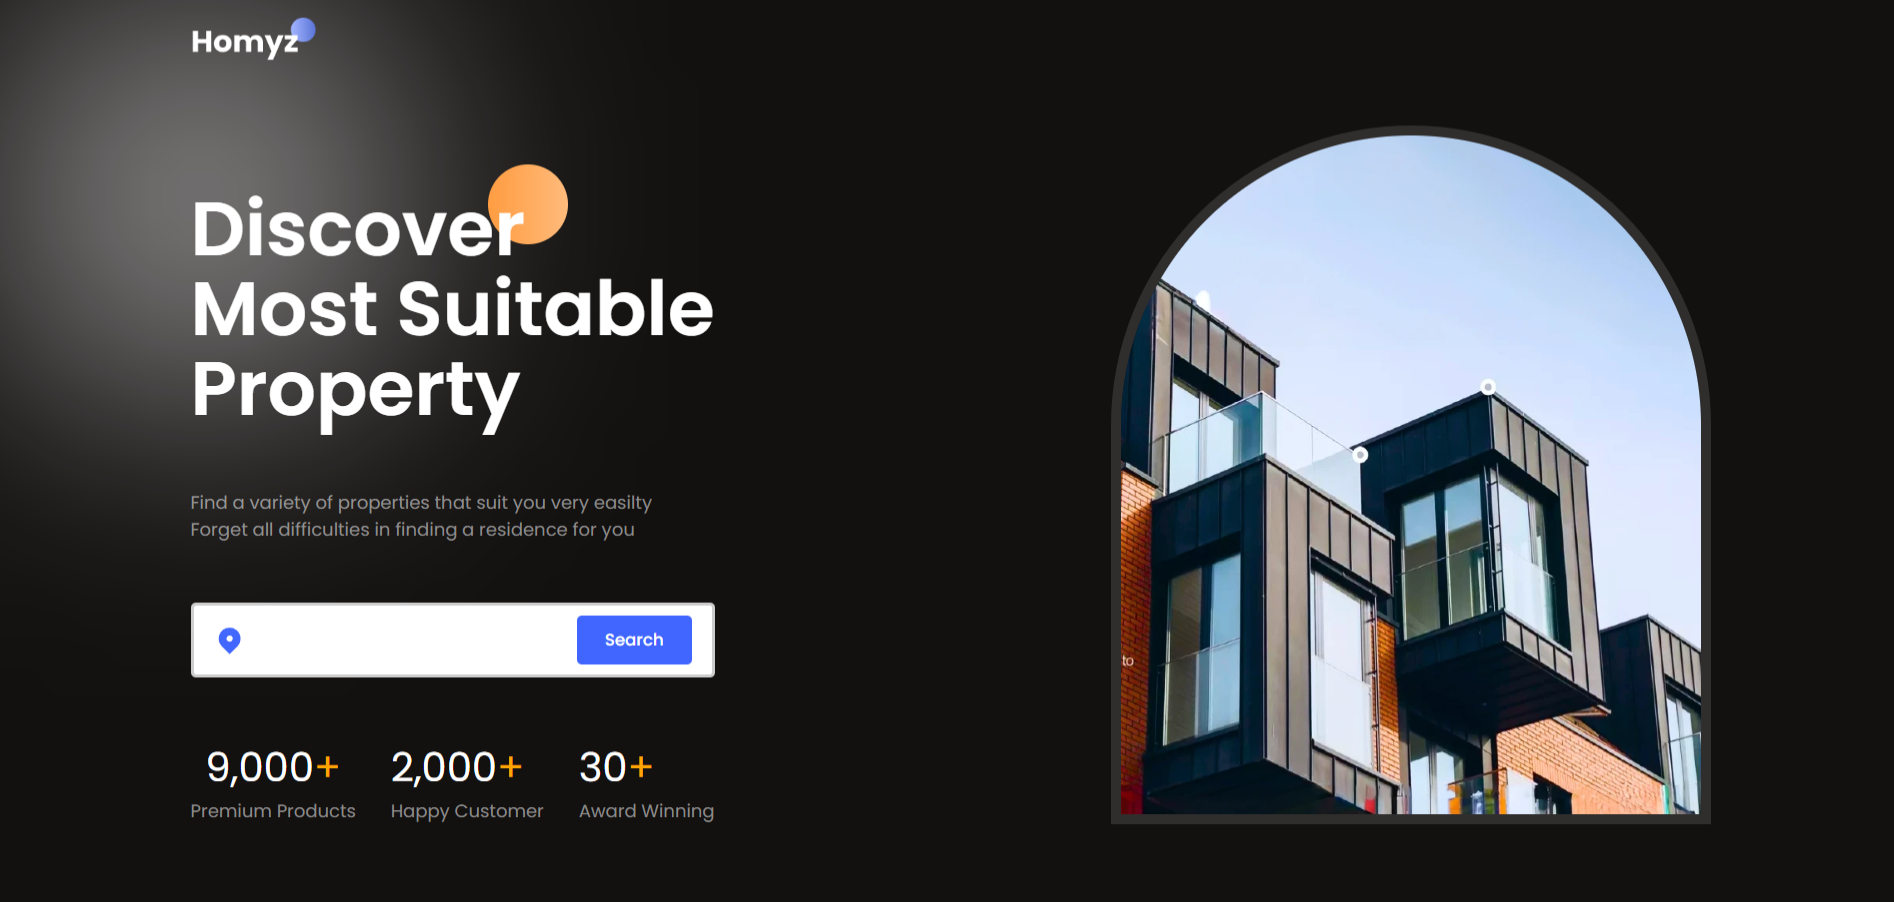 Homyz
Discover
Most Suitable
Property
Find a variety of properties that suit you very easilty
Forget all difficulties in finding a residence for you
Search
9,000+
2,000+
30+
Premium Products
Happy Customer
Award Winning
to